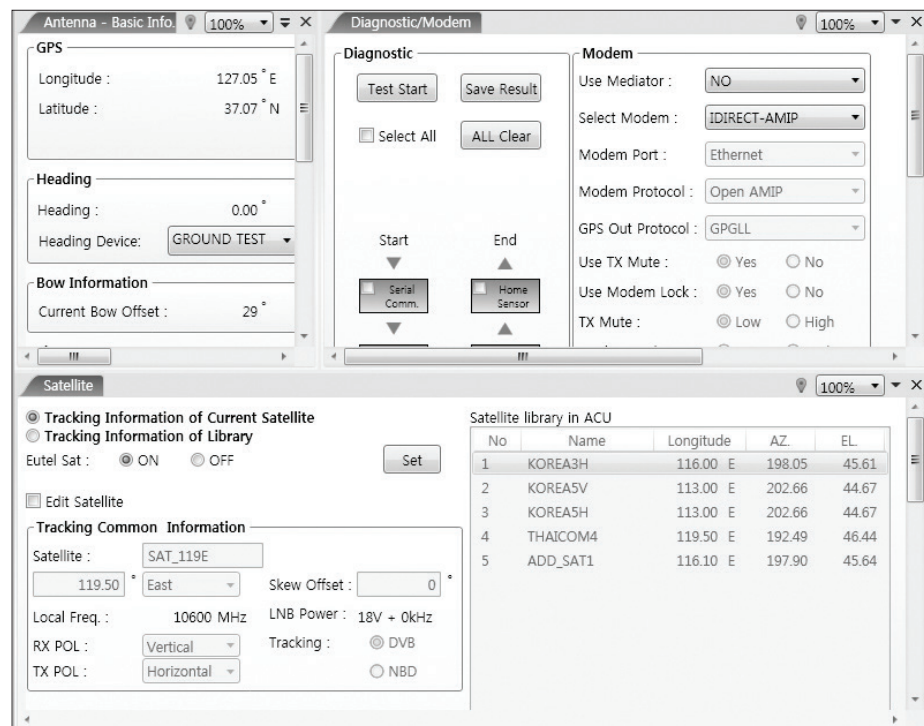 Antenna - Basic Info.
100%
GPS
Longitude : 127.05 ° E
Latitude : 37.07 ° N
Heading
Heading : 0.00 °
Heading Device: GROUND TEST
Bow Information
Current Bow Offset : 29 °
Diagnostic/Modem
100%
Diagnostic
Test Start Save Result
Select All ALL Clear
Start End
Serial Comm.
Home Sensor
Modem
Use Mediator : NO
Select Modem : IDIRECT-AMIP
Modem Port : Ethernet
Modem Protocol : Open AMIP
GPS Out Protocol : GPGLL
Use TX Mute : Yes No
Use Modem Lock : Yes No
TX Mute : Low High
Satellite
100%
Tracking Information of Current Satellite
Tracking Information of Library
Eutel Sat : ON OFF Set
Edit Satellite
Tracking Common Information
Satellite : SAT_119E
119.50 ° East Skew Offset : 0 °
Local Freq. : 10600 MHz LNB Power : 18V + 0kHz
RX POL : Vertical Tracking : DVB
TX POL : Horizontal NBD
Satellite library in ACU
No Name Longitude AZ. EL.
1 KOREA3H 116.00 E 198.05 45.61
2 KOREA5V 113.00 E 202.66 44.67
3 KOREA5H 113.00 E 202.66 44.67
4 THAICOM4 119.50 E 192.49 46.44
5 ADD_SAT1 116.10 E 197.90 45.64